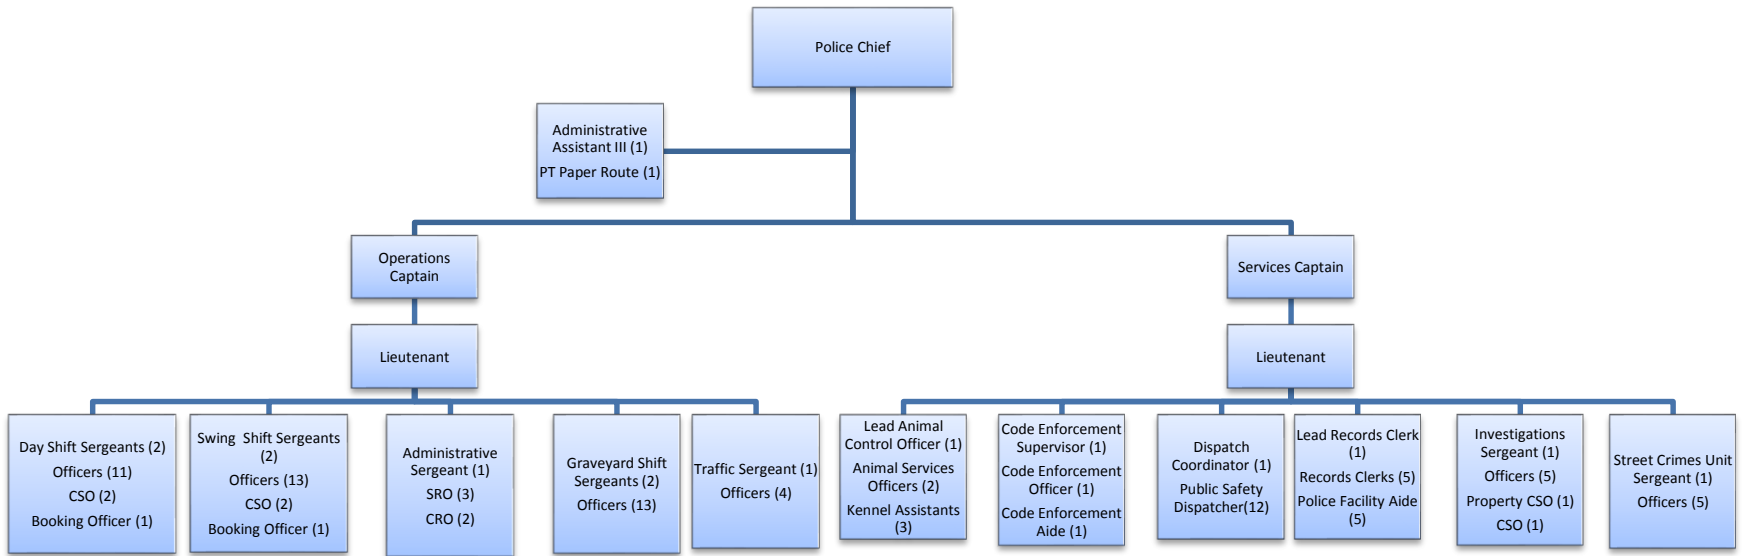 Police Chief
Administrative
Assistant III (1)
PT Paper Route (1)
Operations
Captain
Services Captain
Lieutenant
Lieutenant
Day Shift Sergeants (2)
Officers (11)
CSO (2)
Booking Officer (1)
Swing  Shift Sergeants
(2)
Officers (13)
CSO (2)
Booking Officer (1)
Administrative
Sergeant (1)
SRO (3)
CRO (2)
Graveyard Shift
Sergeants (2)
Officers (13)
Traffic Sergeant (1)
Officers (4)
Lead Animal
Control Officer (1)
Animal Services
Officers (2)
Kennel Assistants
(3)
Code Enforcement
Supervisor (1)
Code Enforcement
Officer (1)
Code Enforcement
Aide (1)
Dispatch
Coordinator (1)
Public Safety
Dispatcher(12)
Lead Records Clerk
(1)
Records Clerks (5)
Police Facility Aide
(5)
Investigations
Sergeant (1)
Officers (5)
Property CSO (1)
CSO (1)
Street Crimes Unit
Sergeant (1)
Officers (5)